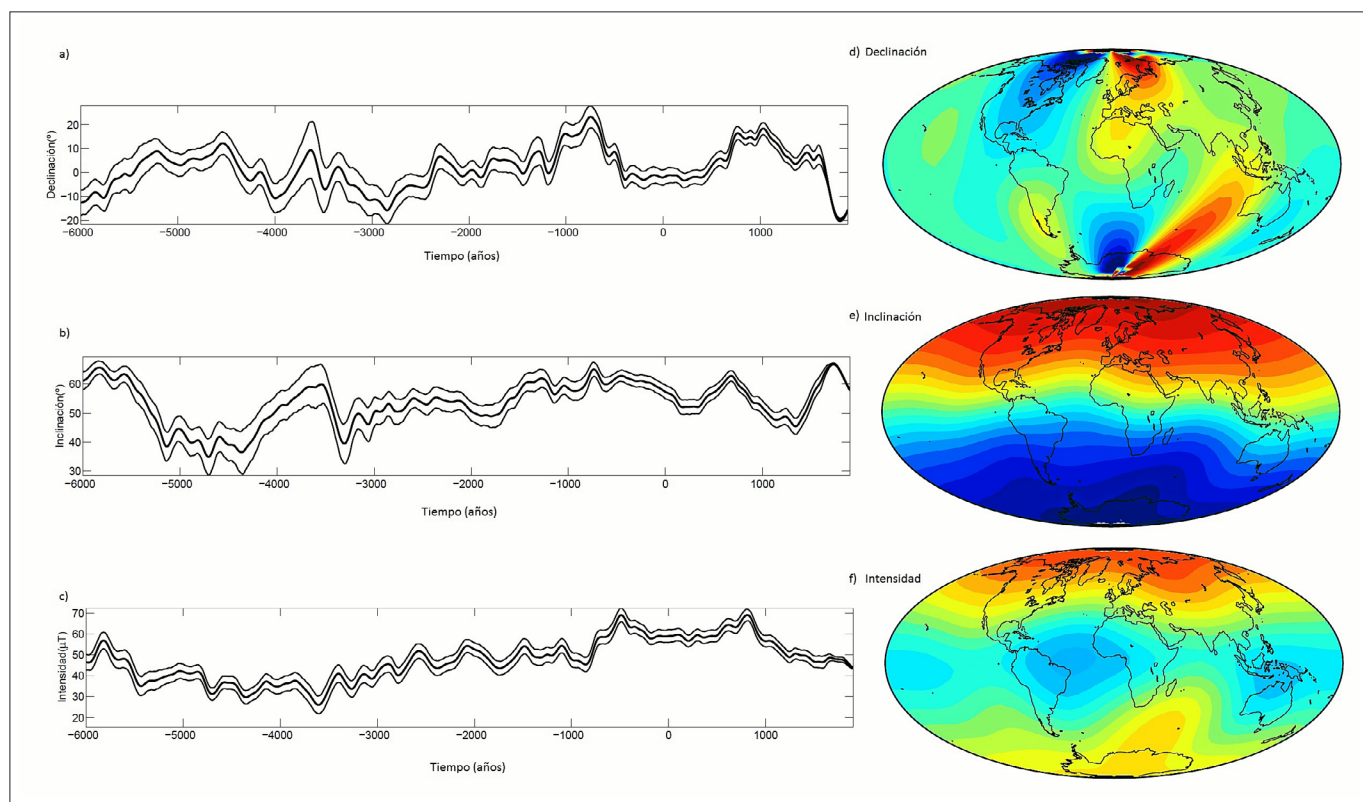 a)
Declinación(°)
20
10
0
−10
−20
−6000 −5000 −4000 −3000 −2000 −1000 0 1000
Tiempo (años)
b)
Inclinación(°)
60
50
40
30
−6000 −5000 −4000 −3000 −2000 −1000 0 1000
Tiempo (años)
c)
Intensidad(μT)
70
60
50
40
30
20
−6000 −5000 −4000 −3000 −2000 −1000 0 1000
Tiempo (años)
d) Declinación
e) Inclinación
f) Intensidad